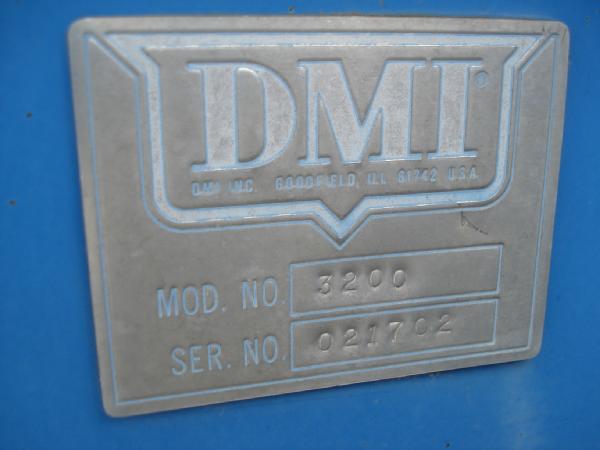 DMI®
DMI INC. GOODFIELD, ILL 61742 U.S.A.
MOD. NO. 3200
SER. NO. 021702